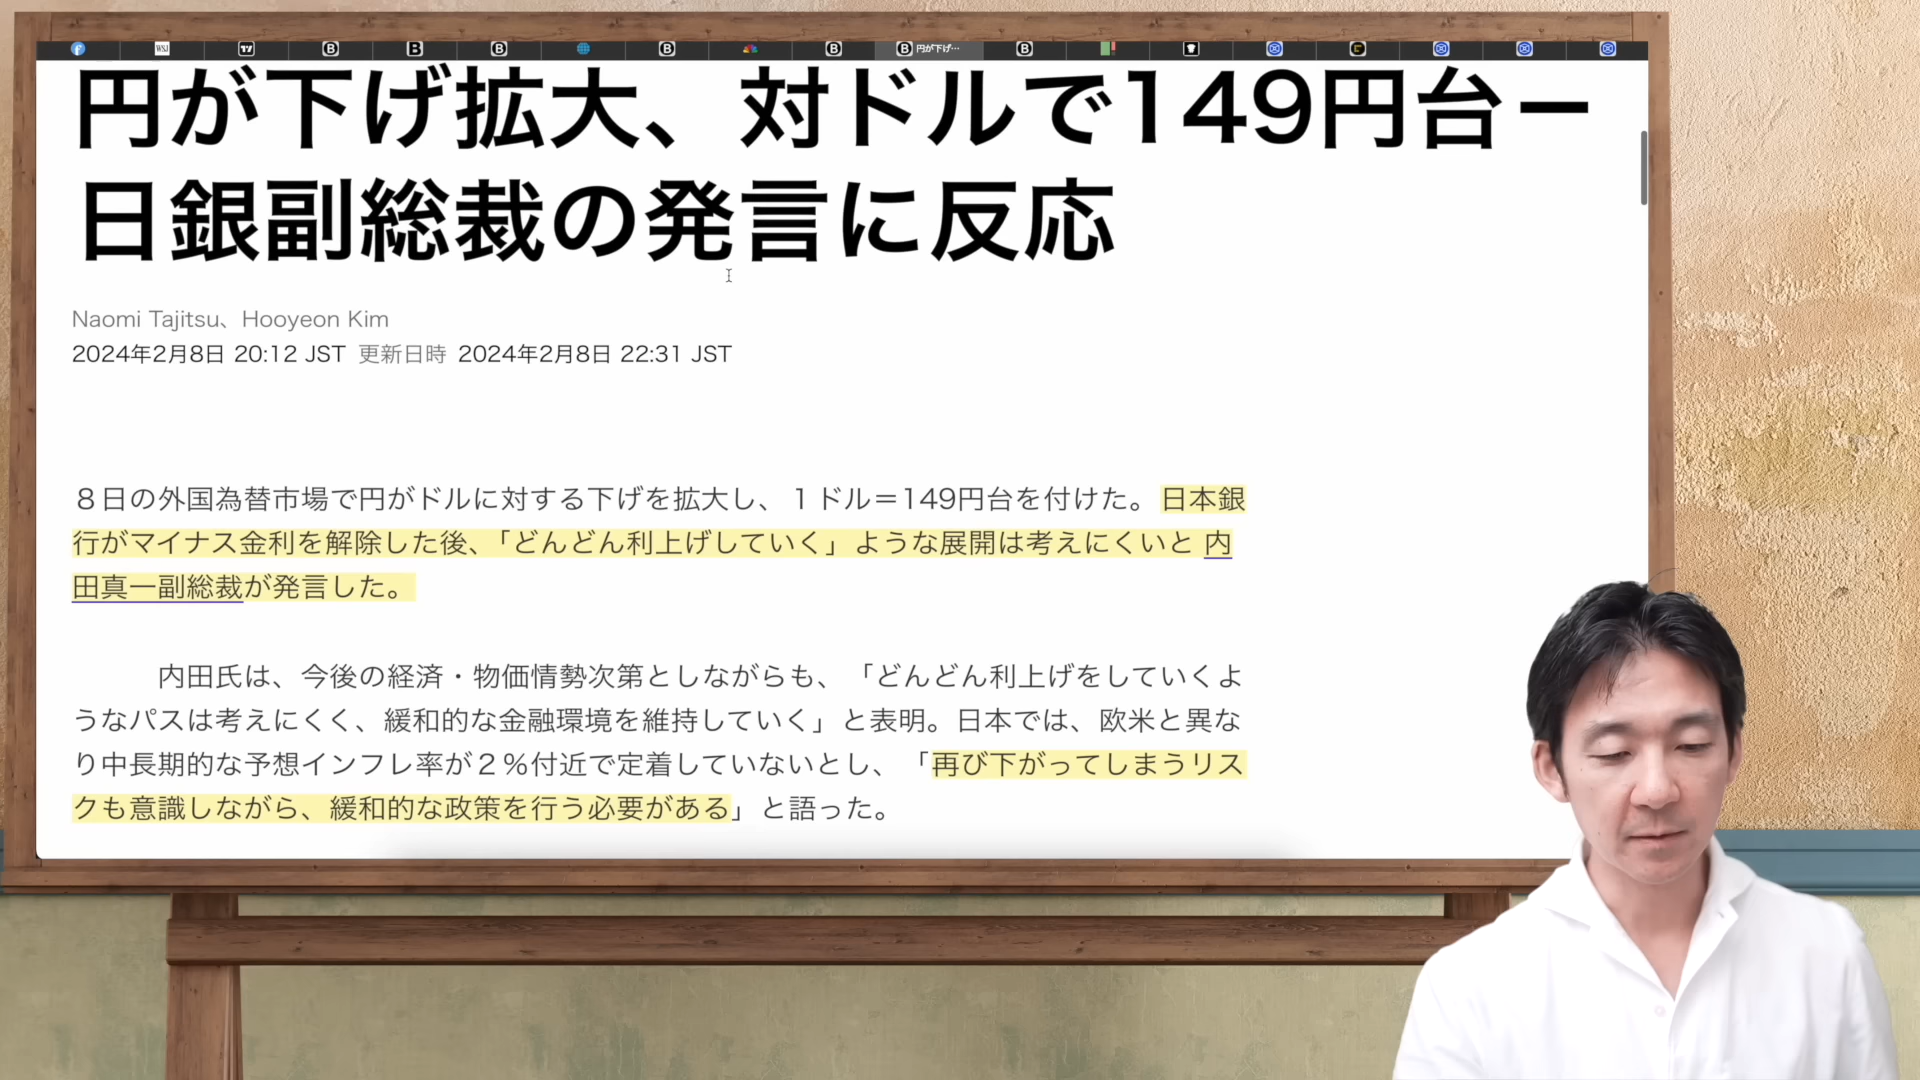 WSJ
円が下げ…
円が下げ拡大、対ドルで149円台ー
日銀副総裁の発言に反応
Naomi Tajitsu、Hooyeon Kim
2024年2月8日 20:12 JST 更新日時 2024年2月8日 22:31 JST
８日の外国為替市場で円がドルに対する下げを拡大し、１ドル＝149円台を付けた。日本銀
行がマイナス金利を解除した後、「どんどん利上げしていく」ような展開は考えにくいと 内
田真一副総裁が発言した。
内田氏は、今後の経済・物価情勢次第としながらも、「どんどん利上げをしていくよ
うなパスは考えにくく、緩和的な金融環境を維持していく」と表明。日本では、欧米と異な
り中長期的な予想インフレ率が２％付近で定着していないとし、「再び下がってしまうリス
クも意識しながら、緩和的な政策を行う必要がある」と語った。